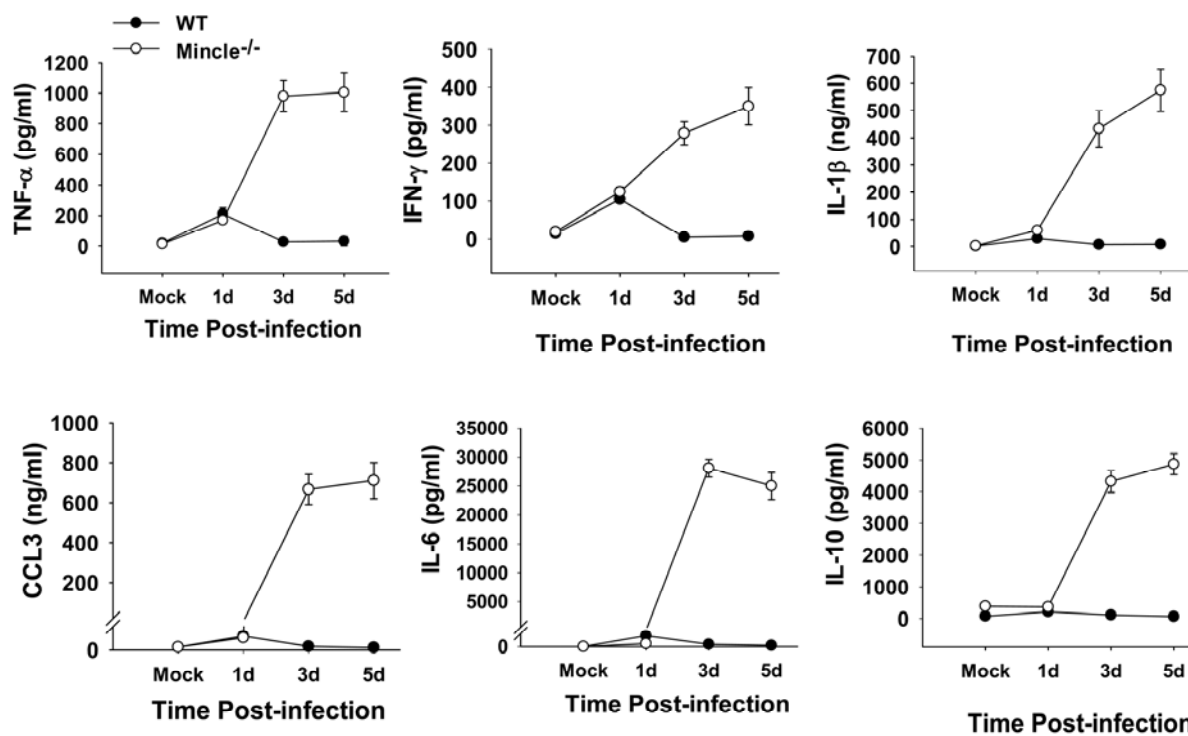 WT
Mincle-/-
TNF-α (pg/ml)
1200
1000
800
600
400
200
0
Mock 1d 3d 5d
Time Post-infection
IFN-γ (pg/ml)
500
400
300
200
100
0
Mock 1d 3d 5d
Time Post-infection
IL-1β (ng/ml)
700
600
500
400
300
200
100
0
Mock 1d 3d 5d
Time Post-infection
CCL3 (ng/ml)
1000
800
600
400
200
0
Mock 1d 3d 5d
Time Post-infection
IL-6 (pg/ml)
35000
30000
25000
20000
15000
10000
5000
0
Mock 1d 3d 5d
Time Post-infection
IL-10 (pg/ml)
6000
5000
4000
3000
2000
1000
0
Mock 1d 3d 5d
Time Post-infection